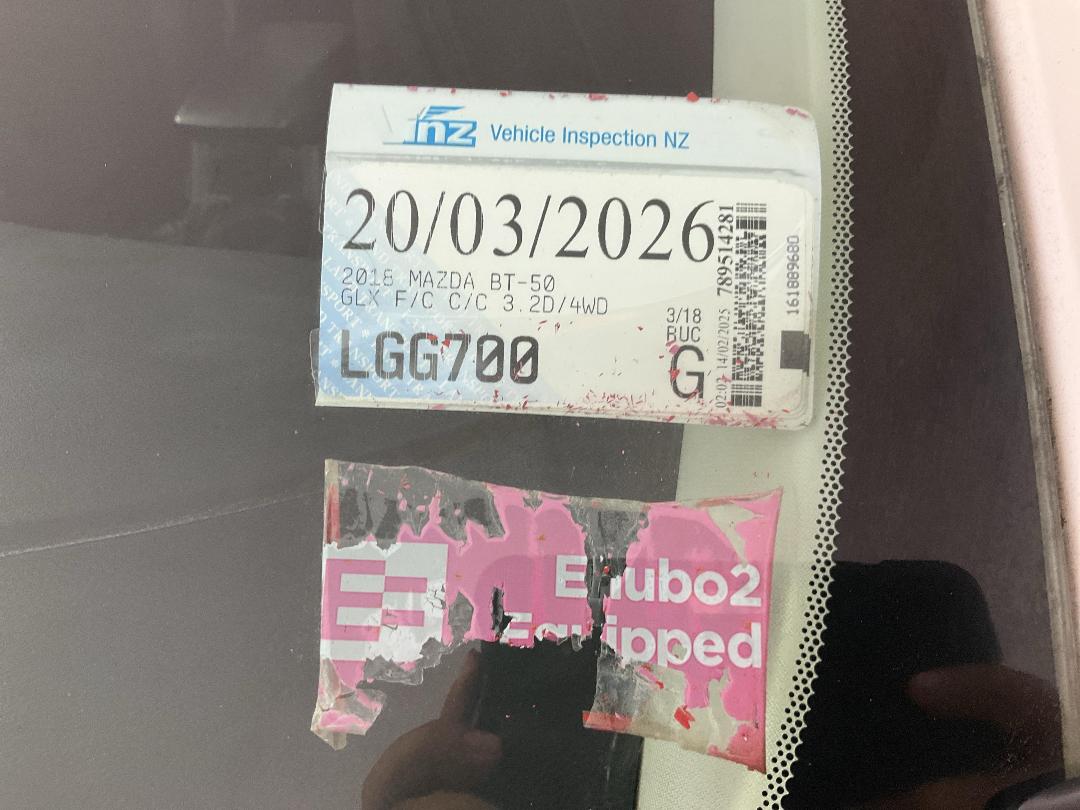 nz Vehicle Inspection NZ
20/03/2026
2018 MAZDA BT-50
GLX F/C C/C 3.2D/4WD
3/18
BUC
LGG700
G
789514281
14/02/2025
161889680
Equipped